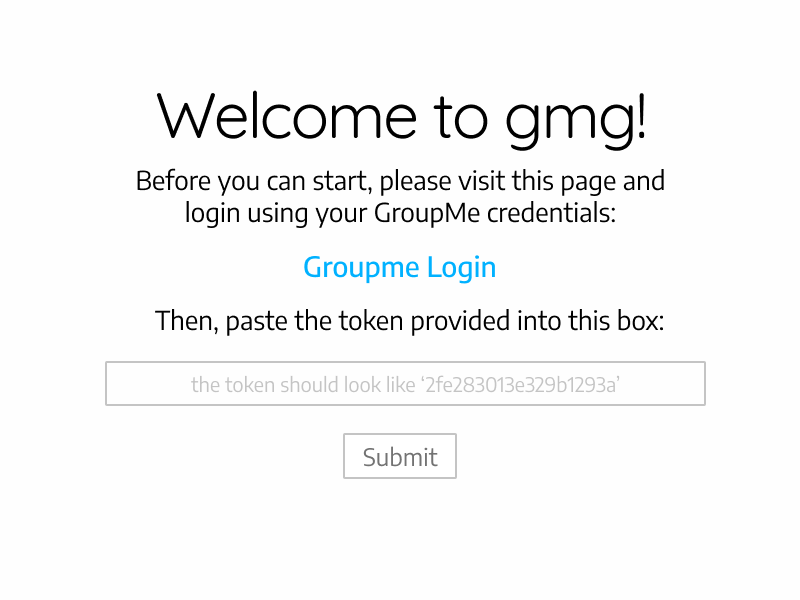 Welcome to gmg!
Before you can start, please visit this page and
login using your GroupMe credentials:
Groupme Login
Then, paste the token provided into this box:
the token should look like ‘2fe283013e329b1293a’
Submit